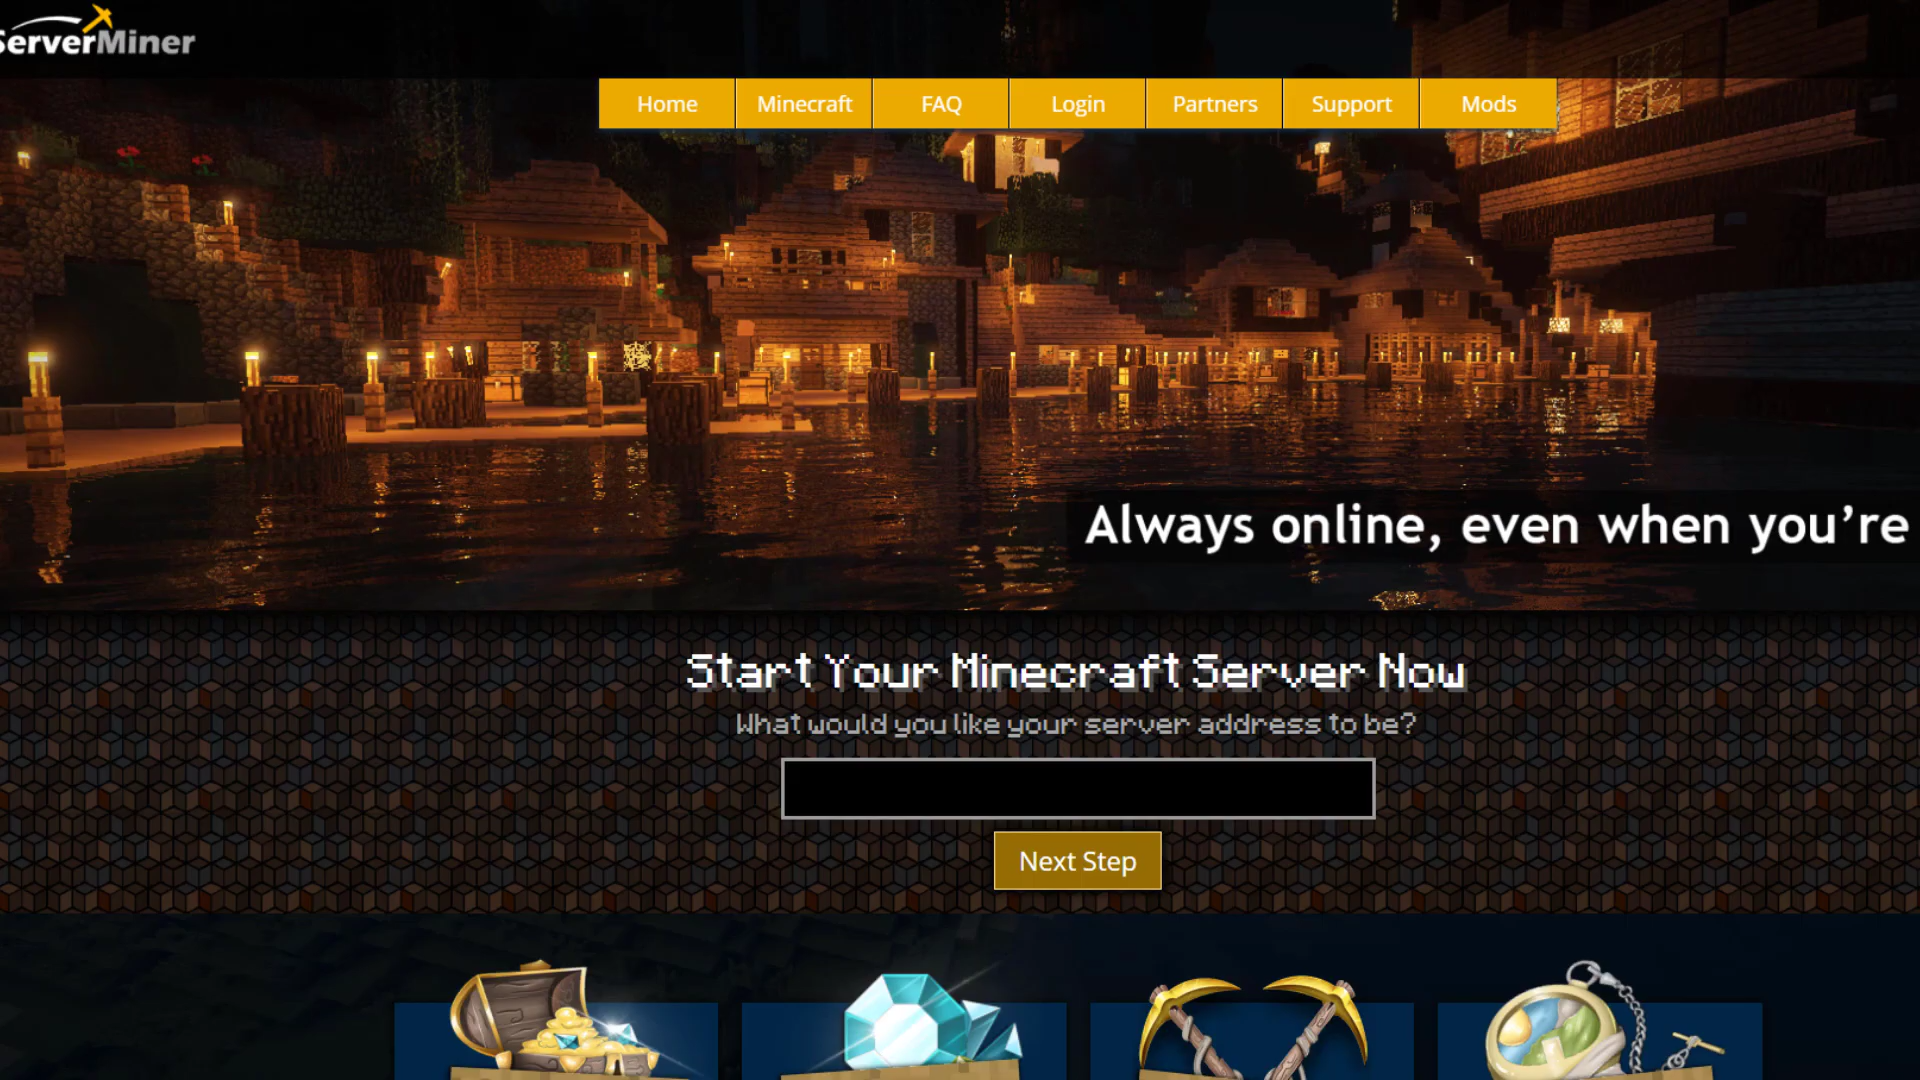 ServerMiner
Home Minecraft FAQ Login Partners Support Mods
Always online, even when you’re
Start Your Minecraft Server Now
What would you like your server address to be?
Next Step